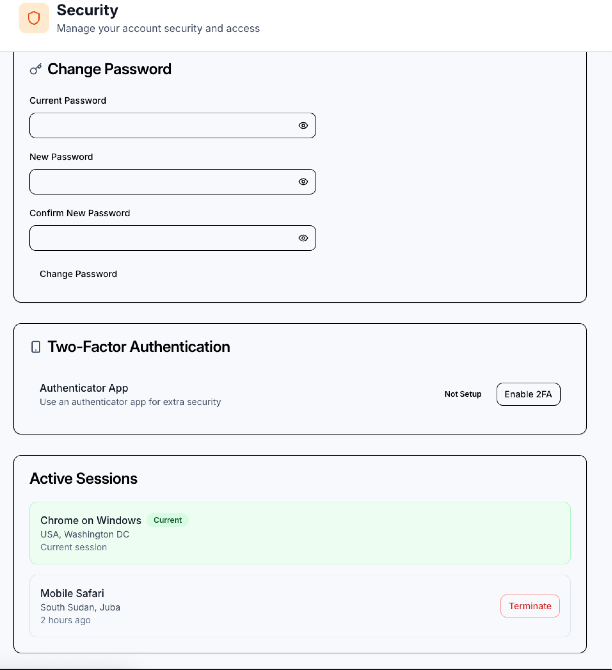 Security
Manage your account security and access
Change Password
Current Password
New Password
Confirm New Password
Change Password
Two-Factor Authentication
Authenticator App
Use an authenticator app for extra security
Not Setup
Enable 2FA
Active Sessions
Chrome on Windows Current
USA, Washington DC
Current session
Mobile Safari
South Sudan, Juba
2 hours ago
Terminate